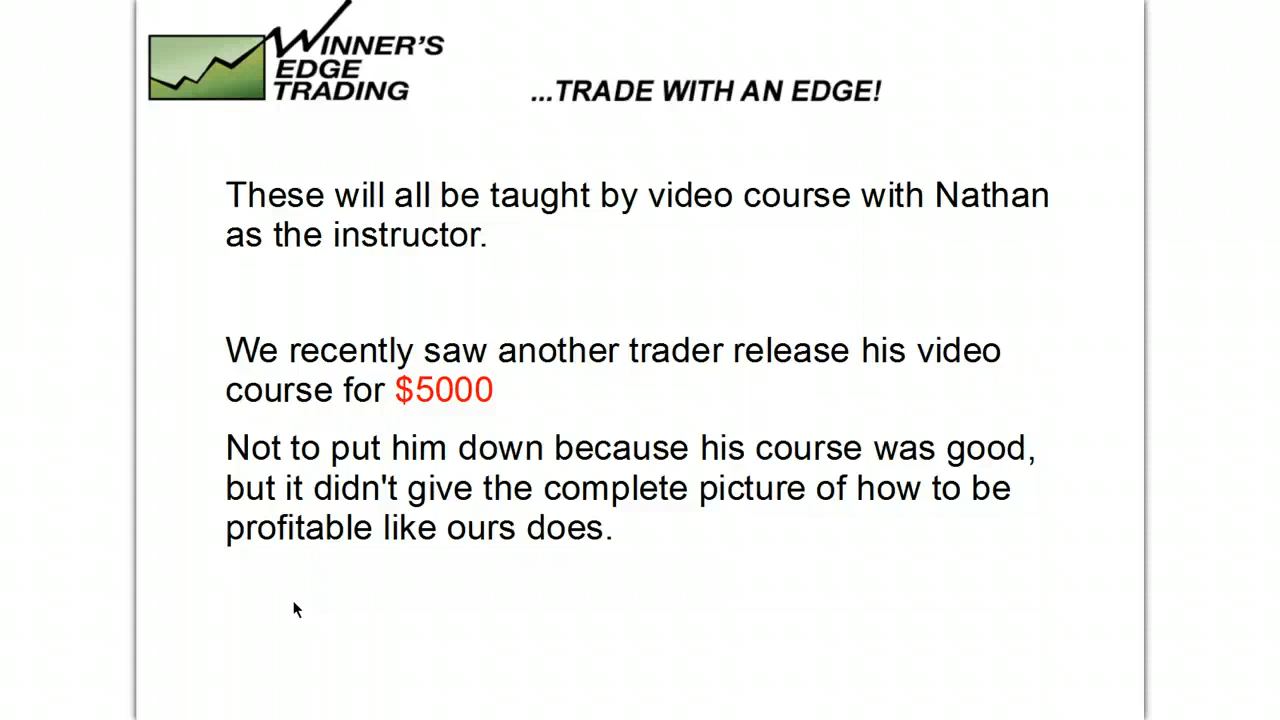 WINNER'S
EDGE
TRADING
...TRADE WITH AN EDGE!
These will all be taught by video course with Nathan
as the instructor.
We recently saw another trader release his video
course for $5000
Not to put him down because his course was good,
but it didn't give the complete picture of how to be
profitable like ours does.